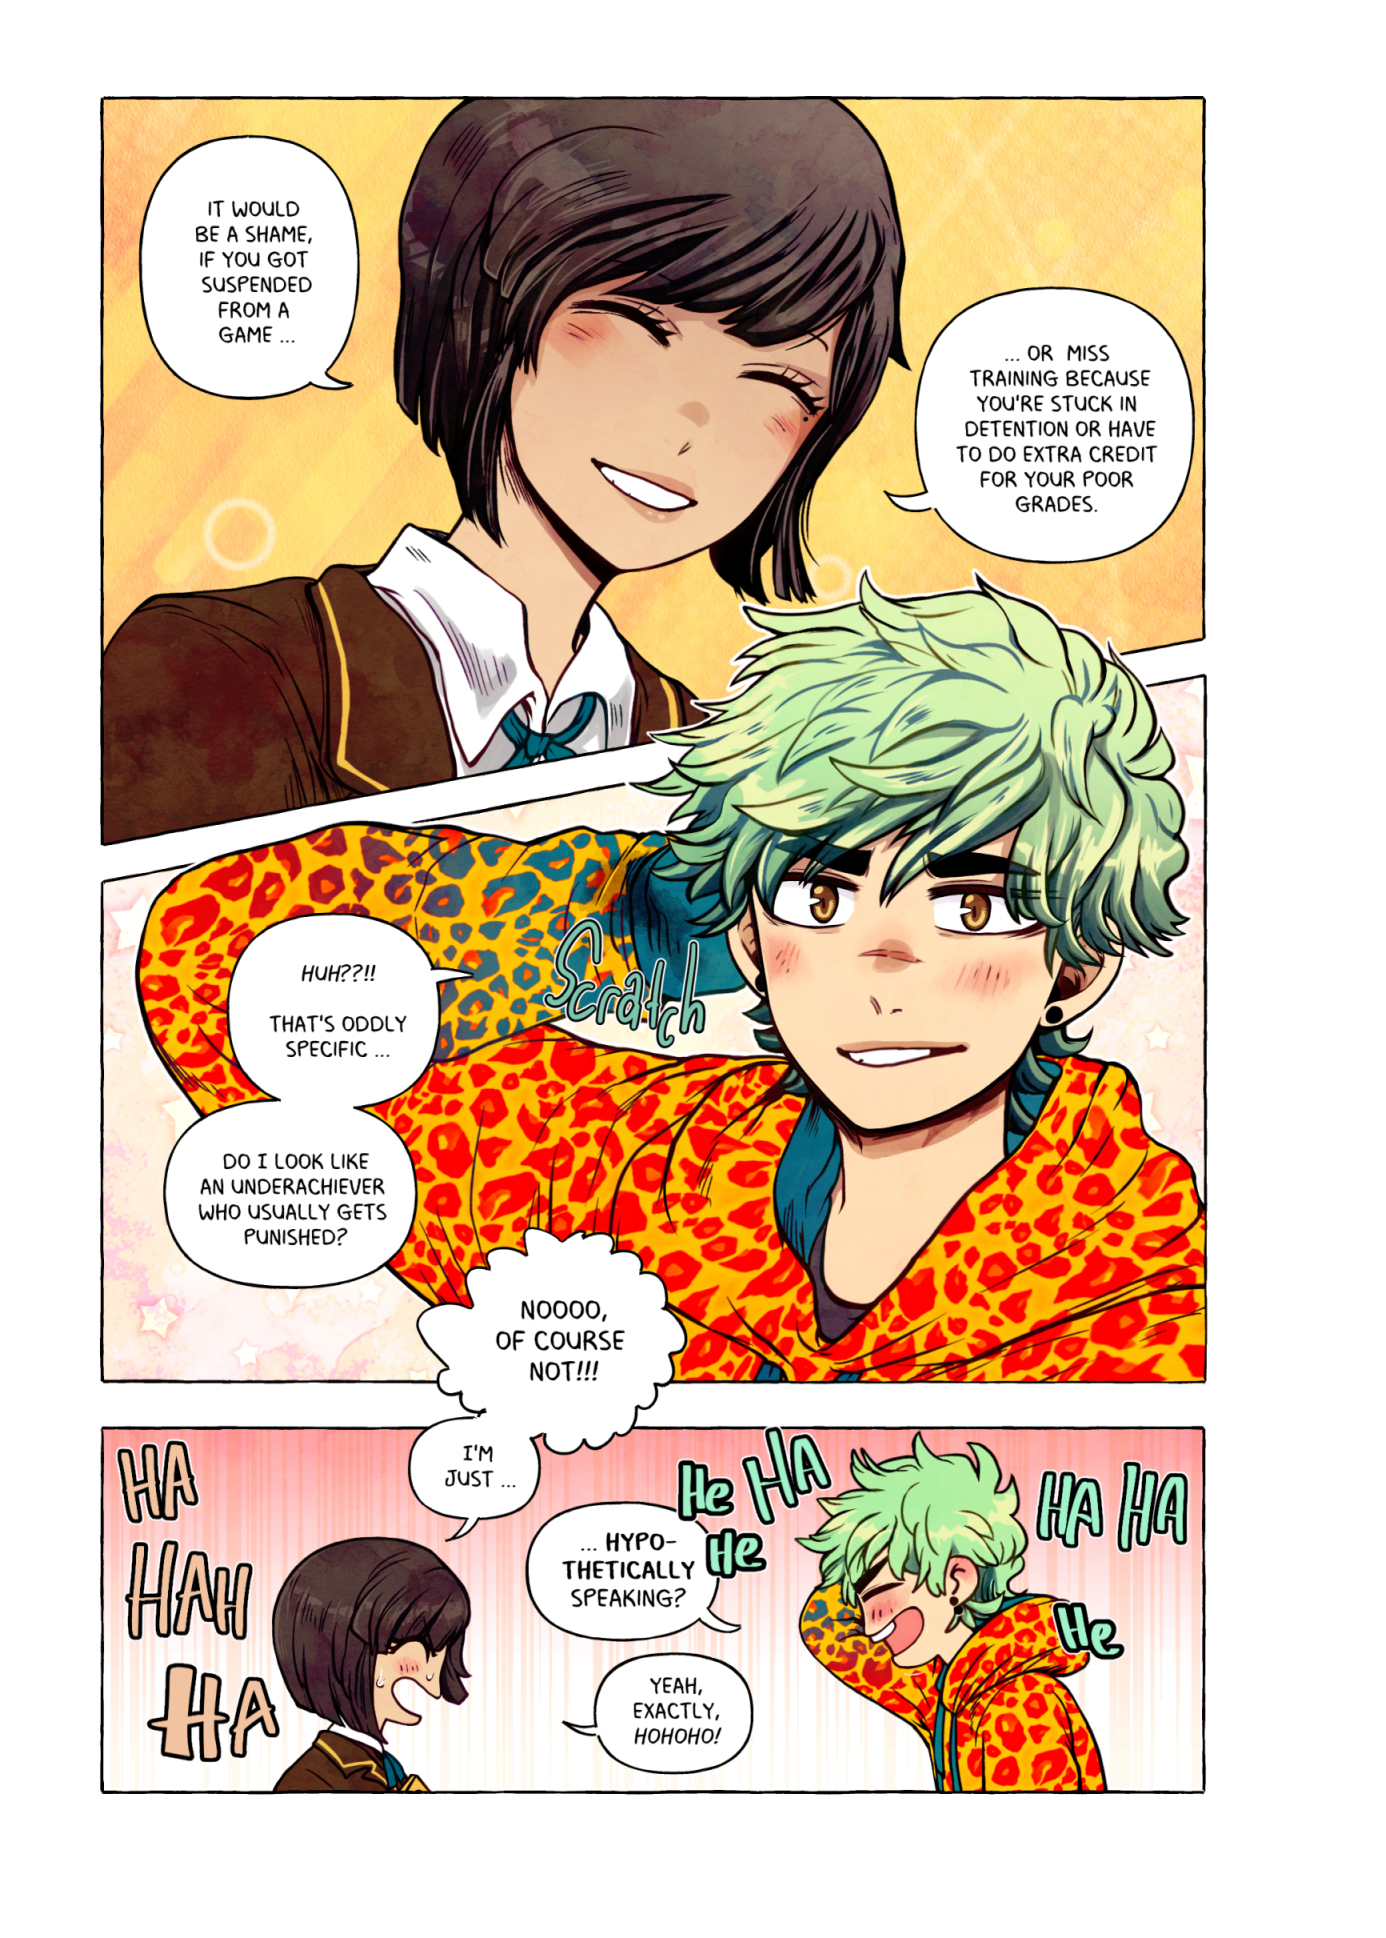 IT WOULD
BE A SHAME,
IF YOU GOT
SUSPENDED
FROM A
GAME ...
... OR MISS
TRAINING BECAUSE
YOU'RE STUCK IN
DETENTION OR HAVE
TO DO EXTRA CREDIT
FOR YOUR POOR
GRADES.
HUH??!!
THAT'S ODDLY
SPECIFIC ...
Scratch
DO I LOOK LIKE
AN UNDERACHIEVER
WHO USUALLY GETS
PUNISHED?
NOOOO,
OF COURSE
NOT!!!
I'M
JUST ...
HA
HAH
HA
... HYPO-
THETICALLY
SPEAKING?
He HA
He
HA HA
He
YEAH,
EXACTLY,
HOHOHO!